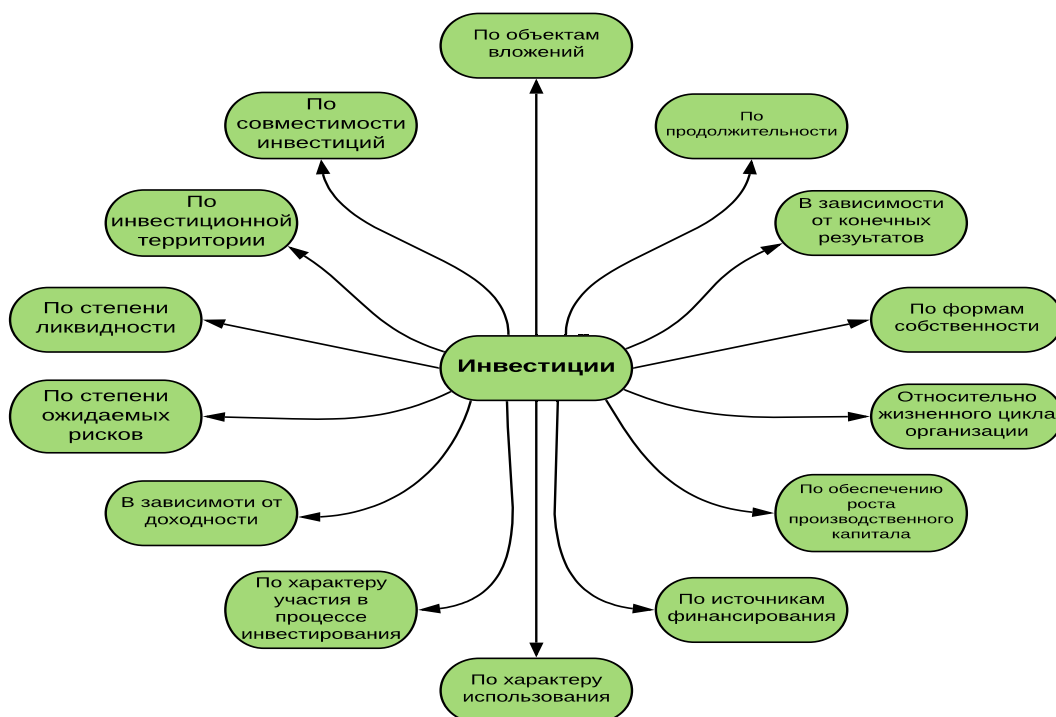 По объектам
вложений
По
совместимости
инвестиций
По
продолжительности
По
инвестиционной
территории
В зависимости
от конечных
резуьтатов
По степени
ликвидности
По формам
собственности
Инвестиции
По степени
ожидаемых
рисков
Относительно
жизненного цикла
организации
В зависимоти от
доходности
По обеспечению
роста
производственного
капитала
По характеру
участия в
процессе
инвестирования
По источникам
финансирования
По характеру
использования